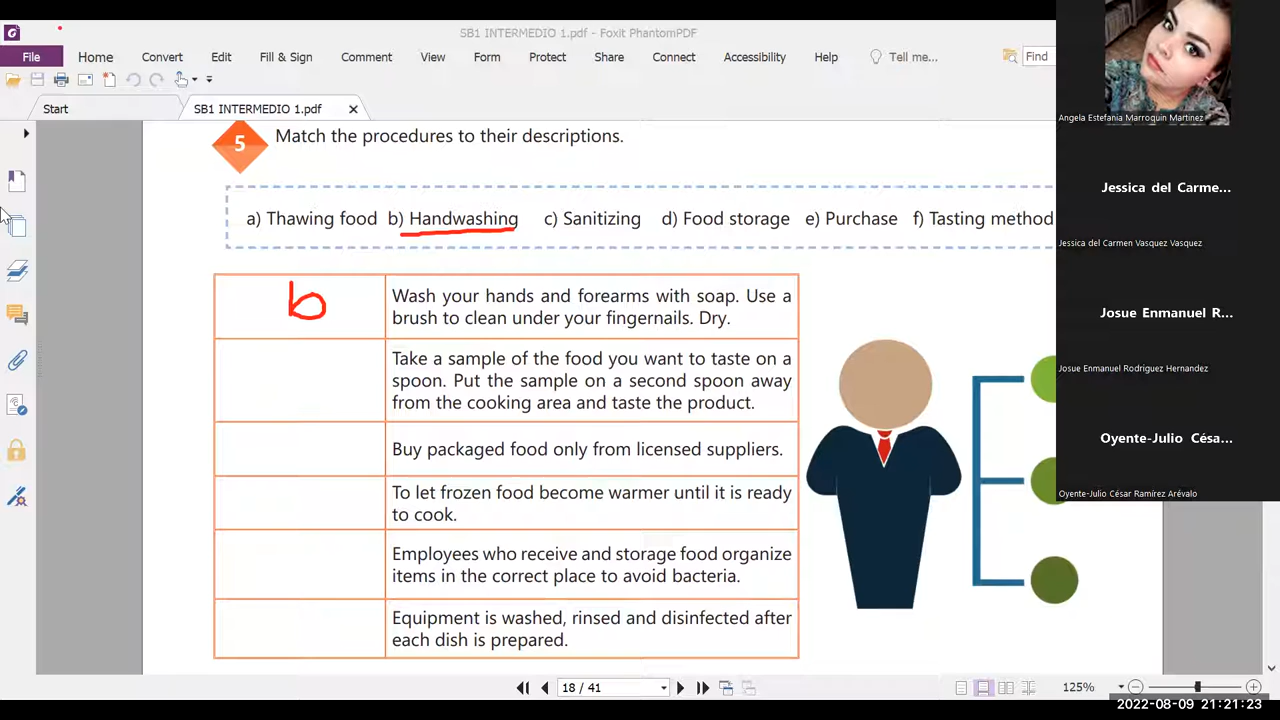 SB1 INTERMEDIO 1.pdf - Foxit PhantomPDF
File Home Convert Edit Fill & Sign Comment View Form Protect Share Connect Accessibility Help Tell me... Find
Start SB1 INTERMEDIO 1.pdf
5 Match the procedures to their descriptions.
a) Thawing food b) Handwashing c) Sanitizing d) Food storage e) Purchase f) Tasting method
b
Wash your hands and forearms with soap. Use a
brush to clean under your fingernails. Dry.
Take a sample of the food you want to taste on a
spoon. Put the sample on a second spoon away
from the cooking area and taste the product.
Buy packaged food only from licensed suppliers.
To let frozen food become warmer until it is ready
to cook.
Employees who receive and storage food organize
items in the correct place to avoid bacteria.
Equipment is washed, rinsed and disinfected after
each dish is prepared.
Angela Estefania Marroquin Martinez
Jessica del Carme...
Jessica del Carmen Vasquez Vasquez
Josue Enmanuel R...
Josue Enmanuel Rodriguez Hernandez
Oyente-Julio Césa...
Oyente-Julio César Ramírez Arévalo
18 / 41
125%
2022-08-09 21:21:23